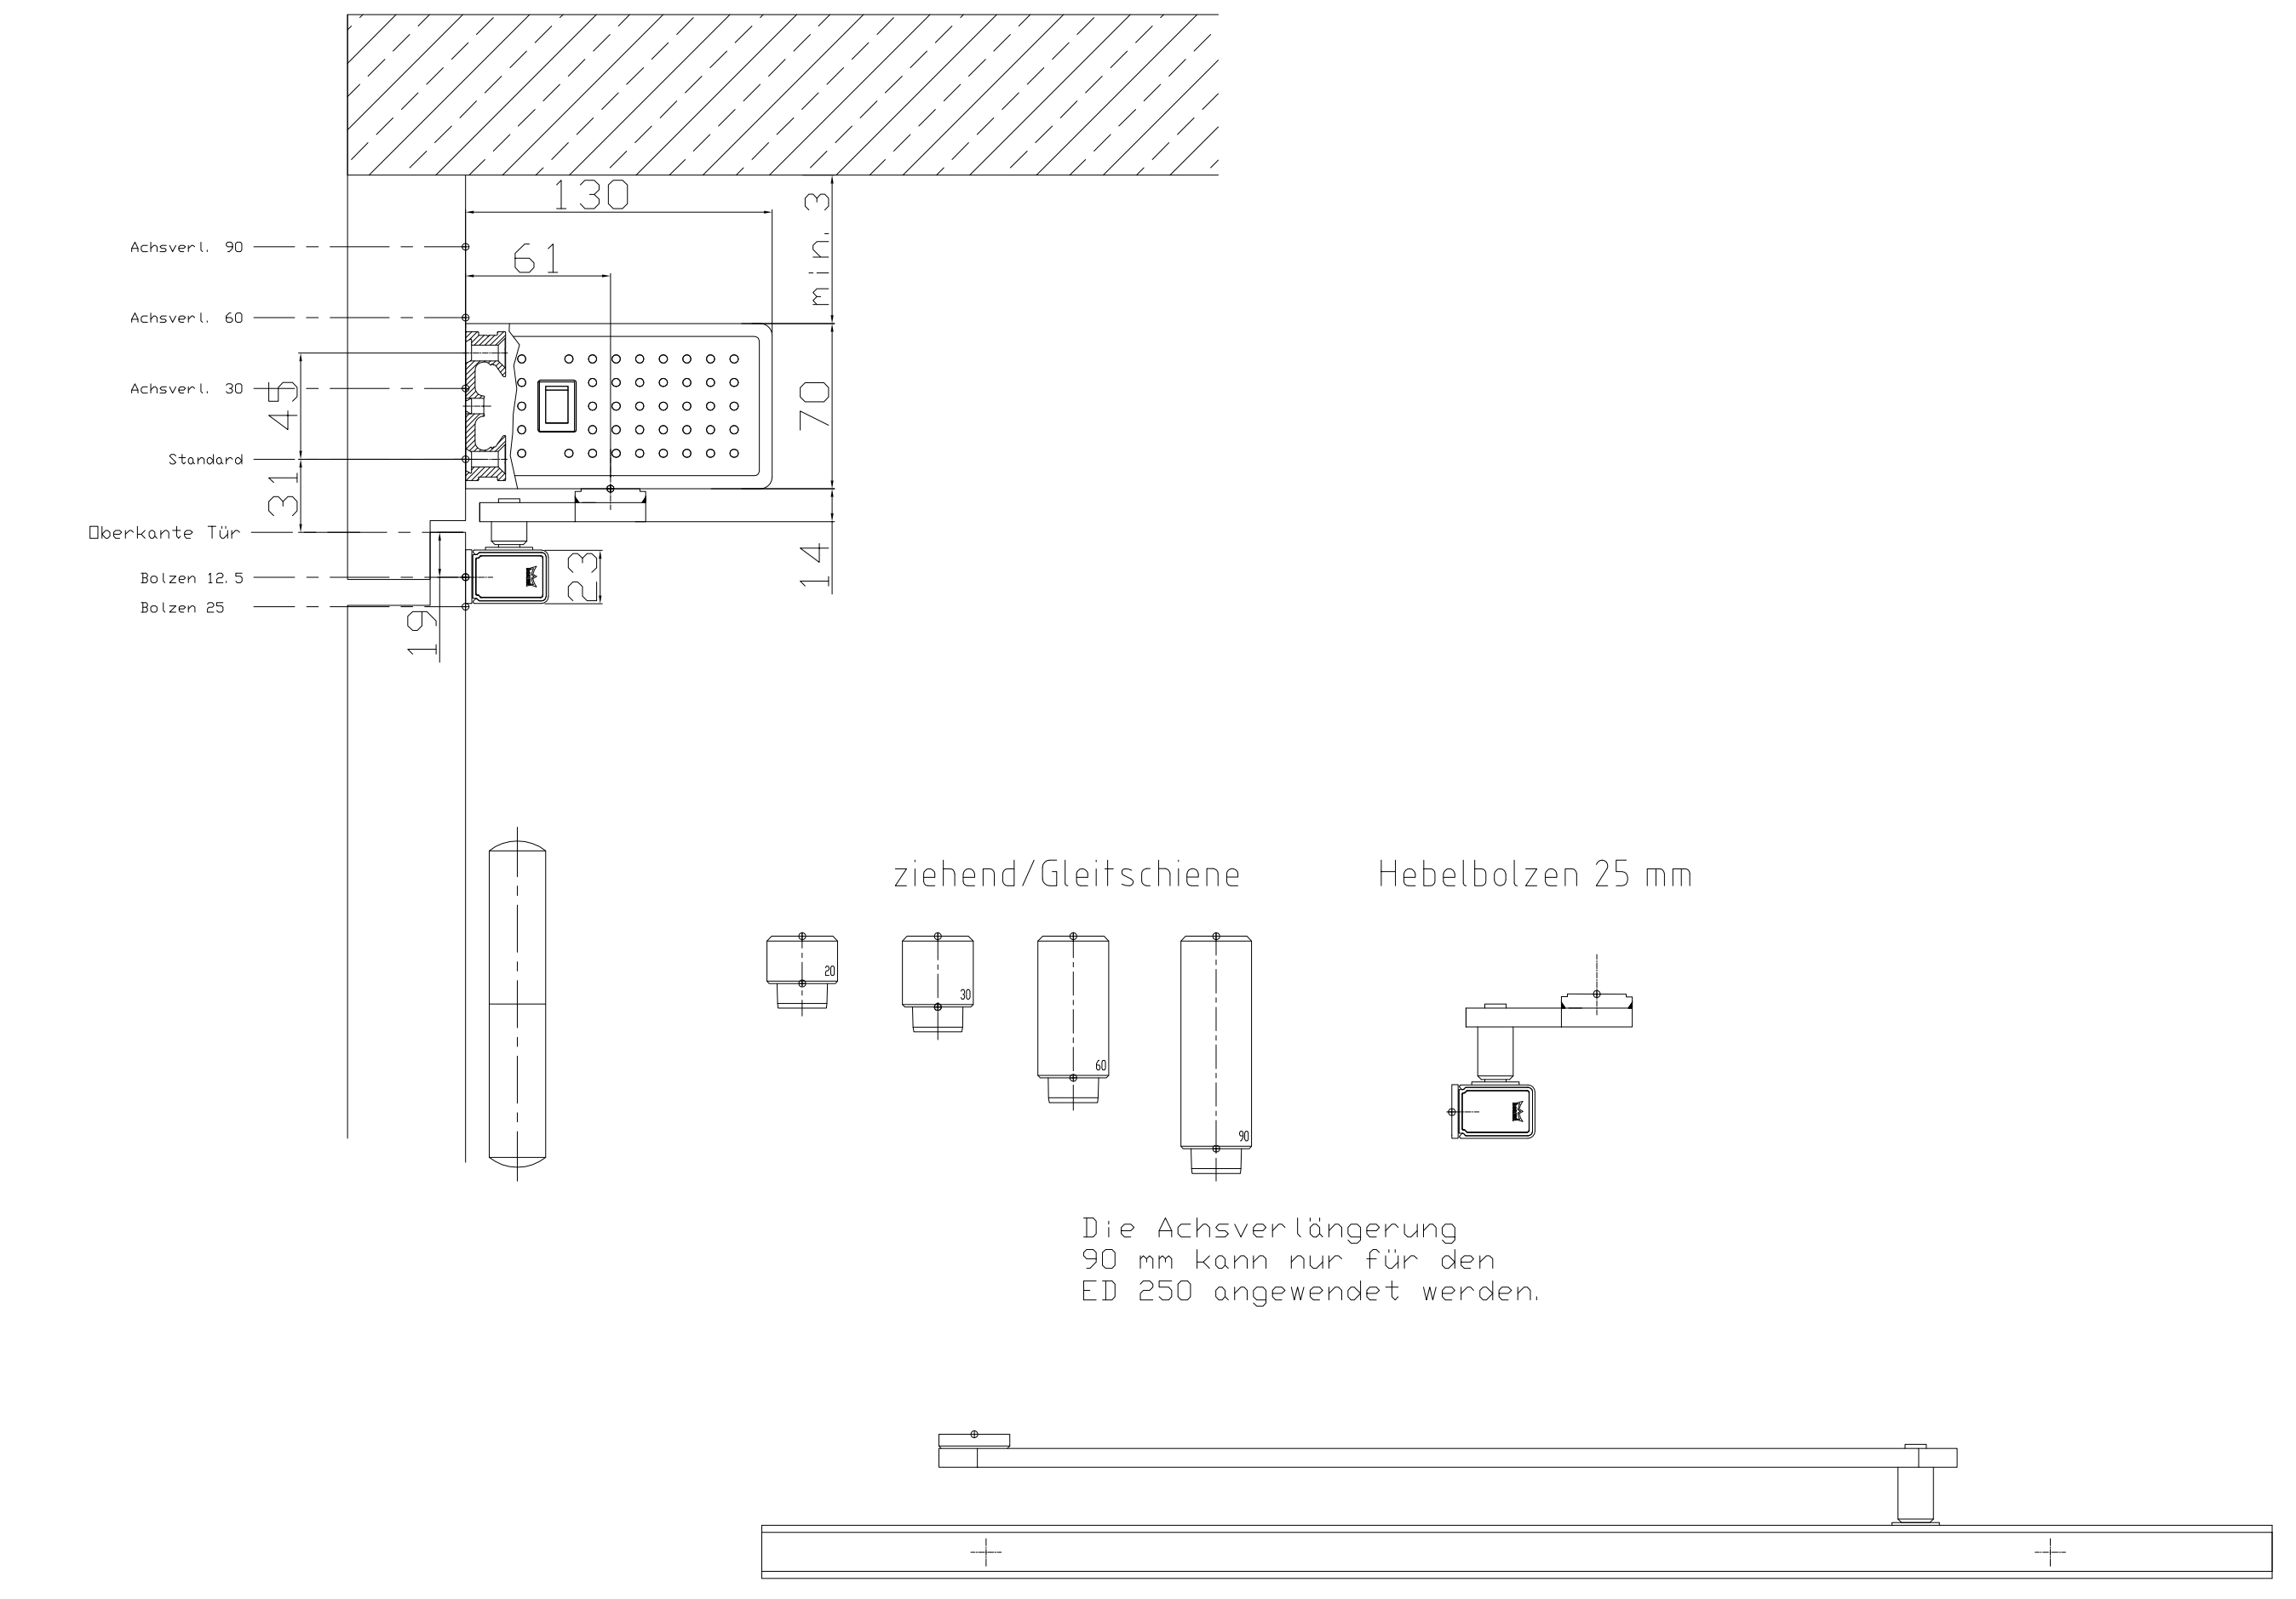 130
min. 3
Achsverl. 90
61
Achsverl. 60
Achsverl. 30
45
70
Standard
31
Oberkante Tür
14
Bolzen 12.5
23
Bolzen 25
19
ziehend/Gleitschiene
Hebelbolzen 25 mm
20
30
60
90
Die Achsverlängerung
90 mm kann nur für den
ED 250 angewendet werden.